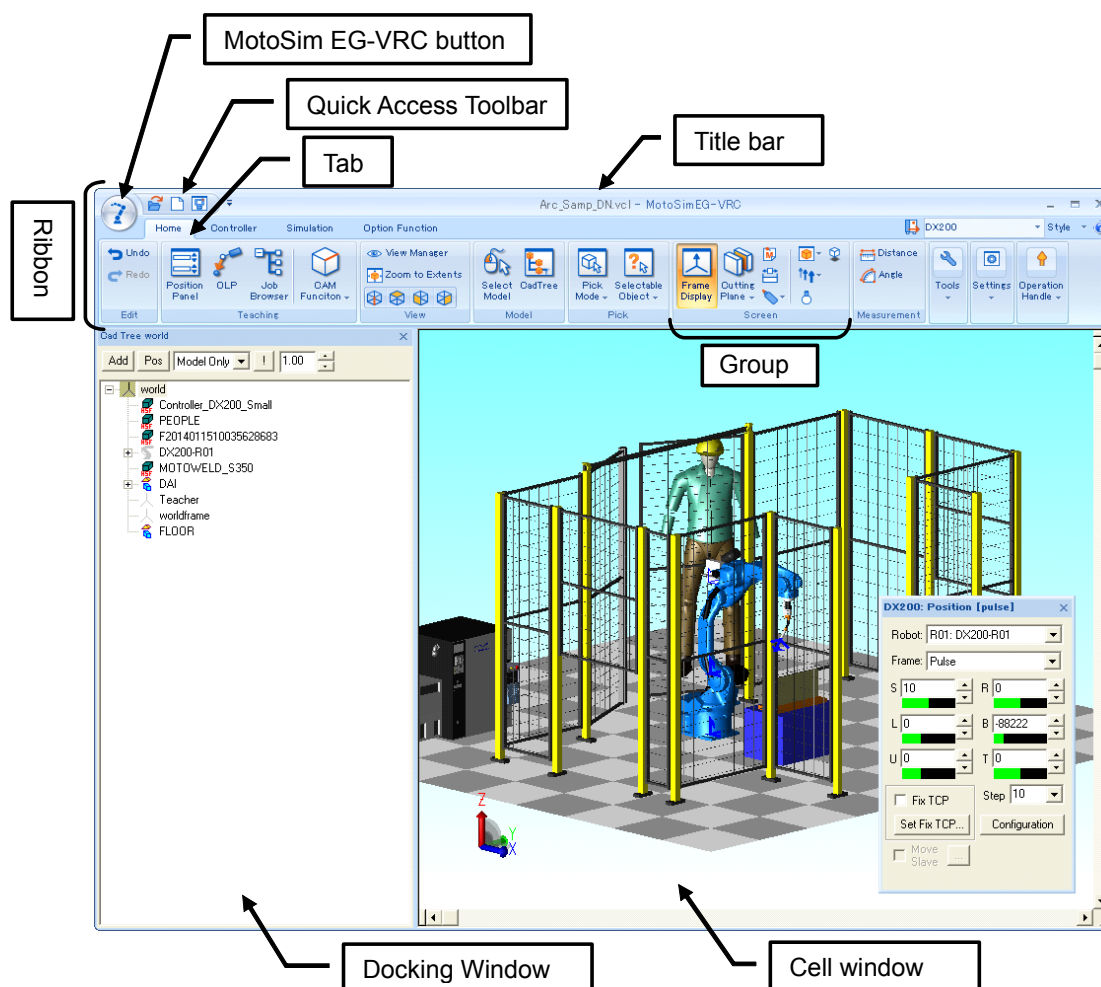 MotoSim EG-VRC button
Quick Access Toolbar
Tab
Title bar
Ribbon
Arc_Samp_DN.vcl - MotoSimEG-VRC
Home Controller Simulation Option Function
DX200 Style
Undo
Redo
Edit
Position Panel
OLP
Job Browser
CAM Funciton
Teaching
View Manager
Zoom to Extents
View
Select Model
CadTree
Model
Pick Mode
Selectable Object
Pick
Frame Display
Cutting Plane
Screen
Distance
Angle
Measurement
Tools
Settings
Operation Handle
Group
Cad Tree world
Add Pos Model Only ! 1.00
world
Controller_DX200_Small
PEOPLE
F2014011510035628683
DX200-R01
MOTOWELD_S350
DAI
Teacher
worldframe
FLOOR
HSF
HSF
HSF
HSF
Z
Y
X
DX200: Position [pulse]
Robot: R01: DX200-R01
Frame: Pulse
S 10 R 0
L 0 B -88222
U 0 T 0
Fix TCP Step 10
Set Fix TCP... Configuration
Move Slave ...
Docking Window
Cell window